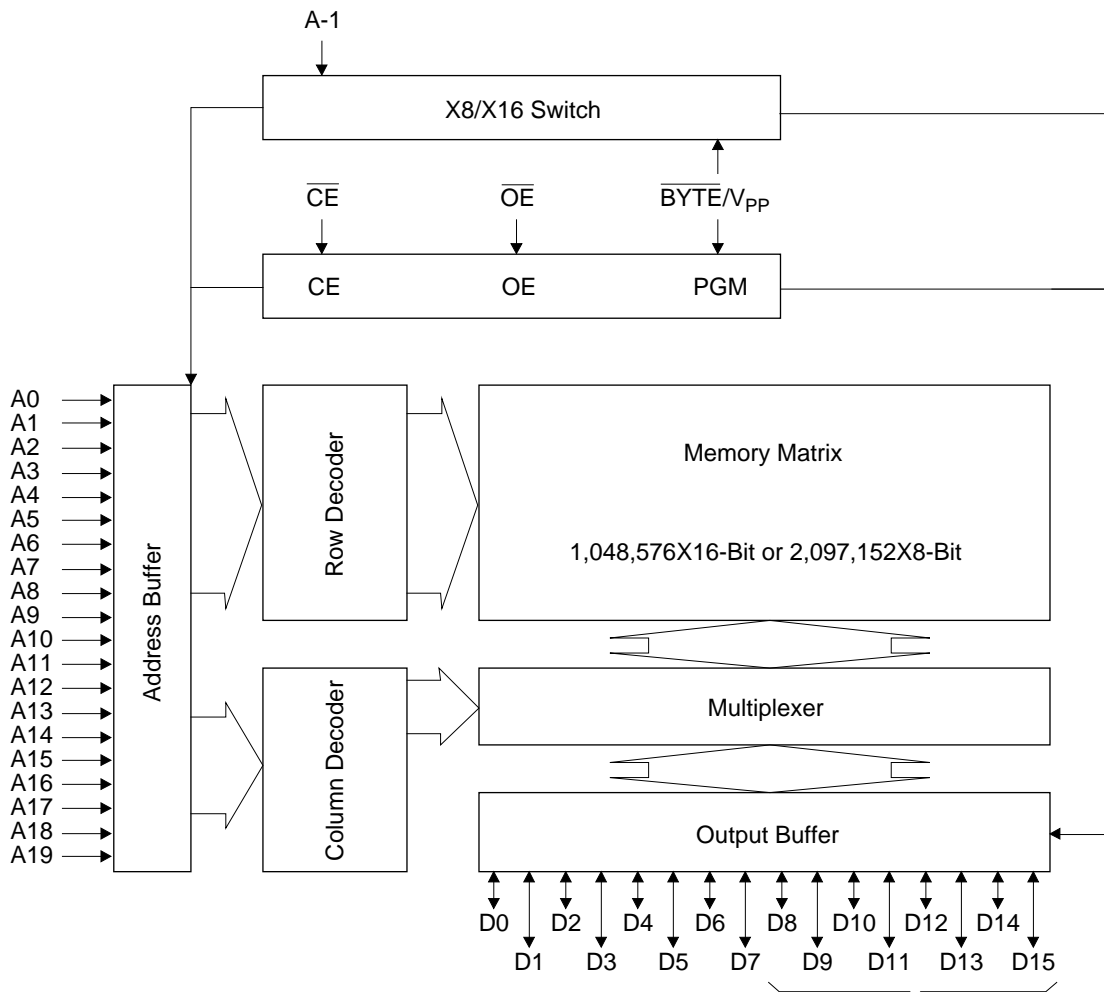 A-1
X8/X16 Switch
C̅E̅ O̅E̅ B̅Y̅T̅E̅/VPP
CE OE PGM
A0
A1
A2
A3
A4
A5
A6
A7
A8
A9
A10
A11
A12
A13
A14
A15
A16
A17
A18
A19
Address Buffer
Row Decoder
Memory Matrix
1,048,576X16-Bit or 2,097,152X8-Bit
Column Decoder
Multiplexer
Output Buffer
D0 D2 D4 D6 D8 D10 D12 D14
D1 D3 D5 D7 D9 D11 D13 D15